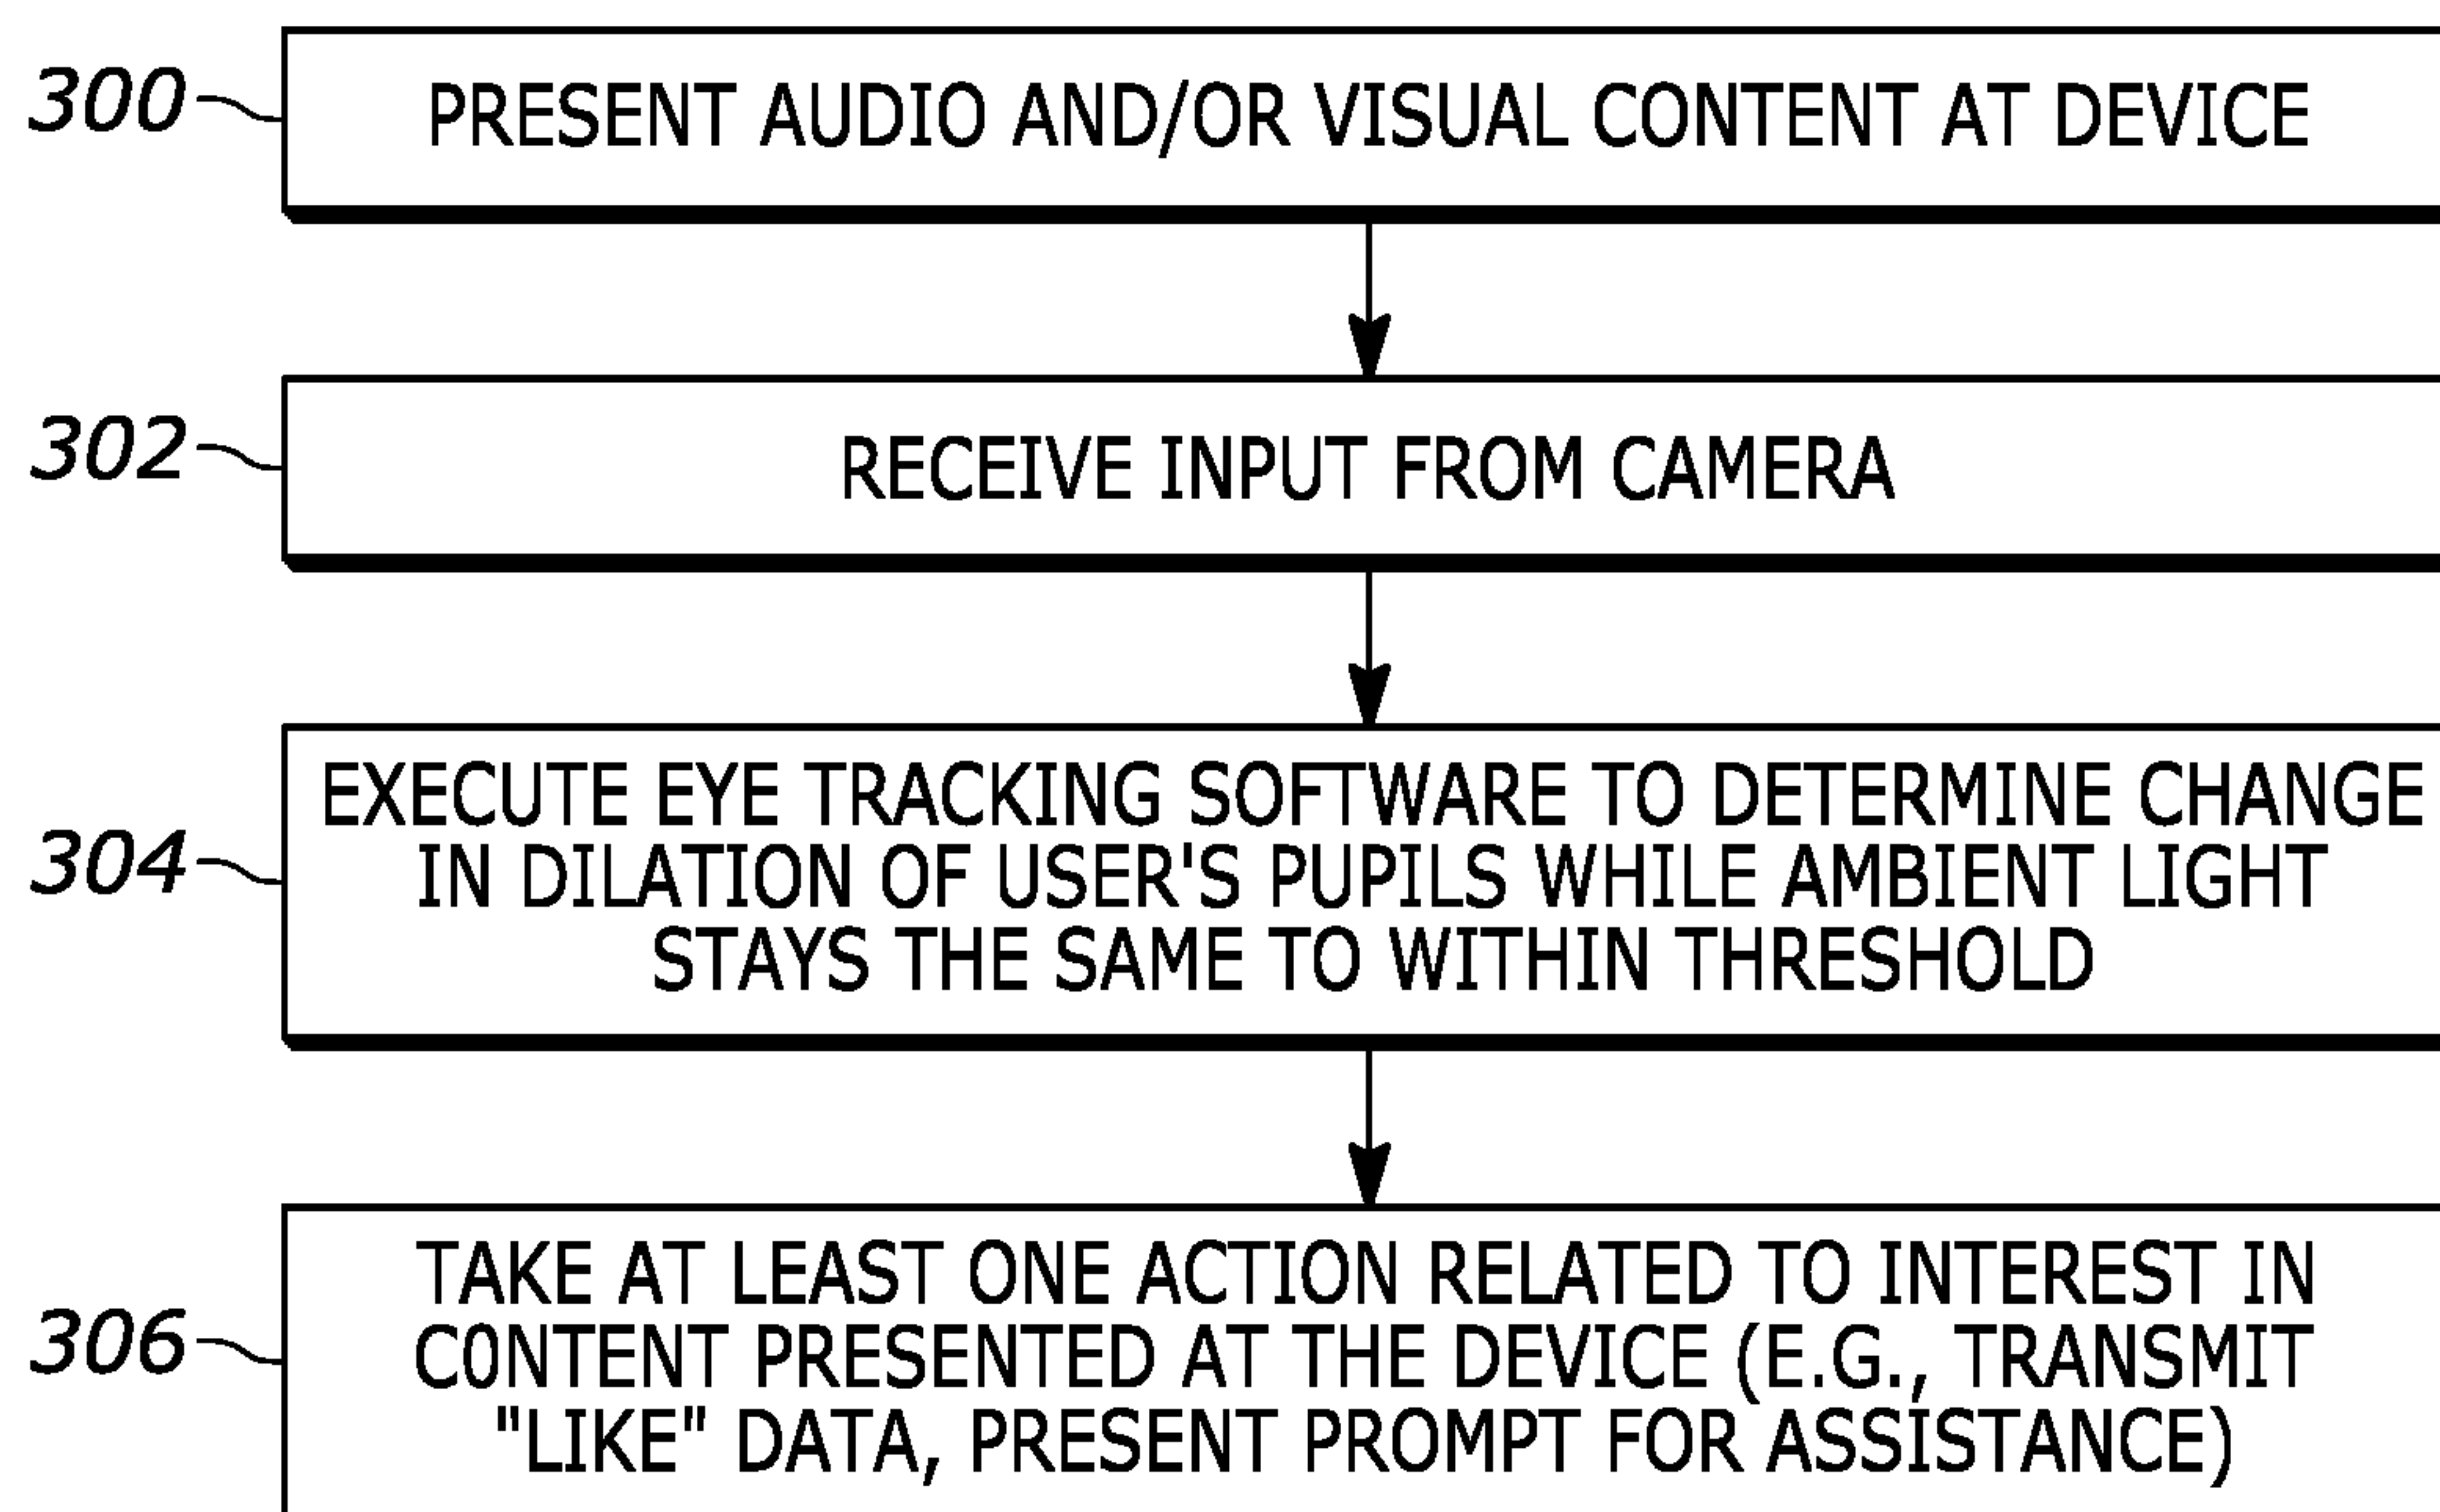 300
PRESENT AUDIO AND/OR VISUAL CONTENT AT DEVICE
302
RECEIVE INPUT FROM CAMERA
304
EXECUTE EYE TRACKING SOFTWARE TO DETERMINE CHANGE
IN DILATION OF USER'S PUPILS WHILE AMBIENT LIGHT
STAYS THE SAME TO WITHIN THRESHOLD
306
TAKE AT LEAST ONE ACTION RELATED TO INTEREST IN
CONTENT PRESENTED AT THE DEVICE (E.G., TRANSMIT
"LIKE" DATA, PRESENT PROMPT FOR ASSISTANCE)